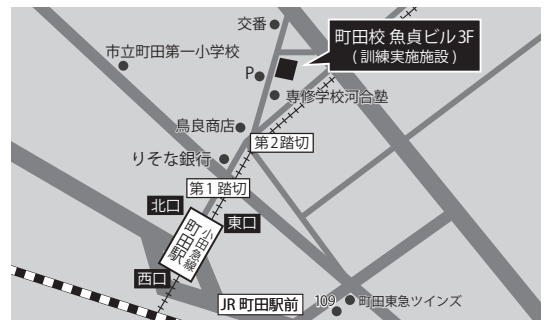 交番
町田校 魚貞ビル3F
(訓練実施施設)
市立町田第一小学校
P
専修学校河合塾
鳥良商店
第2踏切
りそな銀行
第1踏切
北口
東口
小田急線
町田駅
西口
JR 町田駅前
109
町田東急ツインズ